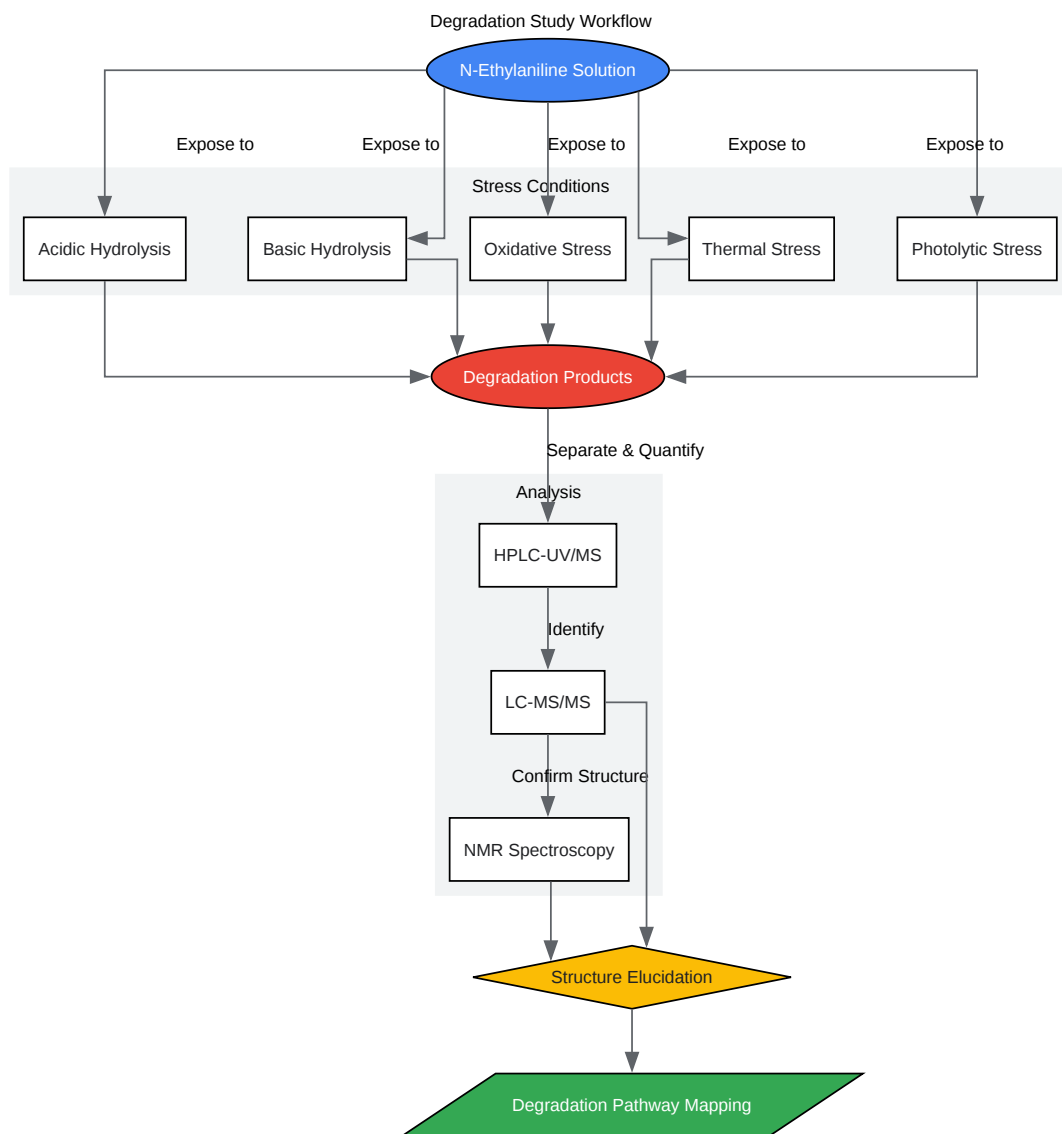 Degradation Study Workflow
N-Ethylaniline Solution
Expose to
Expose to
Expose to
Expose to
Expose to
Stress Conditions
Acidic Hydrolysis
Basic Hydrolysis
Oxidative Stress
Thermal Stress
Photolytic Stress
Degradation Products
Separate & Quantify
Analysis
HPLC-UV/MS
Identify
LC-MS/MS
Confirm Structure
NMR Spectroscopy
Structure Elucidation
Degradation Pathway Mapping